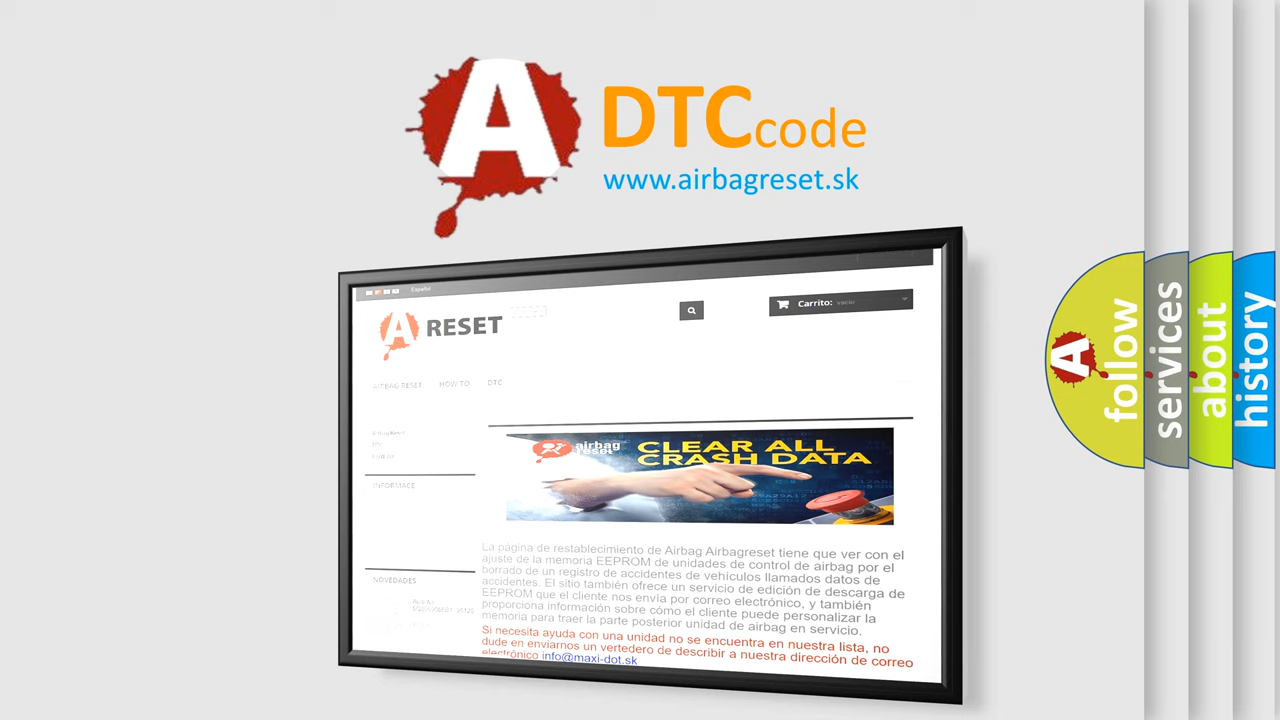 A
DTCcode
www.airbagreset.sk
Español
A RESET
Carrito: vacío
AIRBAG RESET HOW TO DTC
INFORMACE
airbag
reset
CLEAR ALL
CRASH DATA
La página de restablecimiento de Airbag Airbagreset tiene que ver con el
ajuste de la memoria EEPROM de unidades de control de airbag por el
borrado de un registro de accidentes de vehículos llamados datos de
accidentes. El sitio también ofrece un servicio de edición de descarga de
EEPROM que el cliente nos envía por correo electrónico, y también
proporciona información sobre cómo el cliente puede personalizar la
memoria para traer la parte posterior unidad de airbag en servicio.
Si necesita ayuda con una unidad no se encuentra en nuestra lista, no
dude en enviarnos un vertedero de describir a nuestra dirección de correo
electrónico info@maxi-dot.sk
NOVEDADES
A
follow
services
about
history